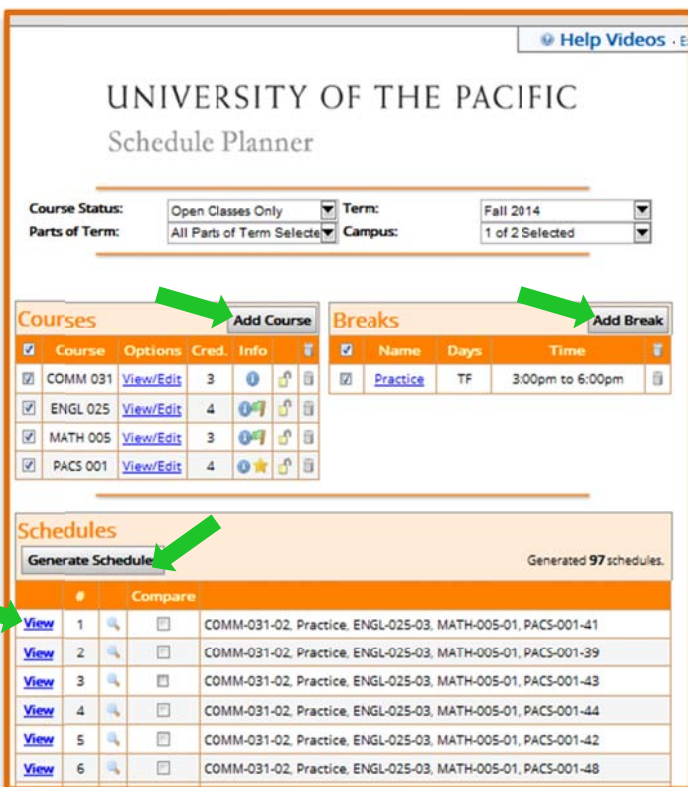 Help Videos · E
UNIVERSITY OF THE PACIFIC
Schedule Planner
Course Status: Open Classes Only Term: Fall 2014
Parts of Term: All Parts of Term Selecte Campus: 1 of 2 Selected
Courses Add Course
Course Options Cred. Info
COMM 031 View/Edit 3
ENGL 025 View/Edit 4
MATH 005 View/Edit 3
PACS 001 View/Edit 4
Breaks Add Break
Name Days Time
Practice TF 3:00pm to 6:00pm
Schedules
Generate Schedule Generated 97 schedules.
# Compare
View 1 COMM-031-02, Practice, ENGL-025-03, MATH-005-01, PACS-001-41
View 2 COMM-031-02, Practice, ENGL-025-03, MATH-005-01, PACS-001-39
View 3 COMM-031-02, Practice, ENGL-025-03, MATH-005-01, PACS-001-43
View 4 COMM-031-02, Practice, ENGL-025-03, MATH-005-01, PACS-001-44
View 5 COMM-031-02, Practice, ENGL-025-03, MATH-005-01, PACS-001-42
View 6 COMM-031-02, Practice, ENGL-025-03, MATH-005-01, PACS-001-48